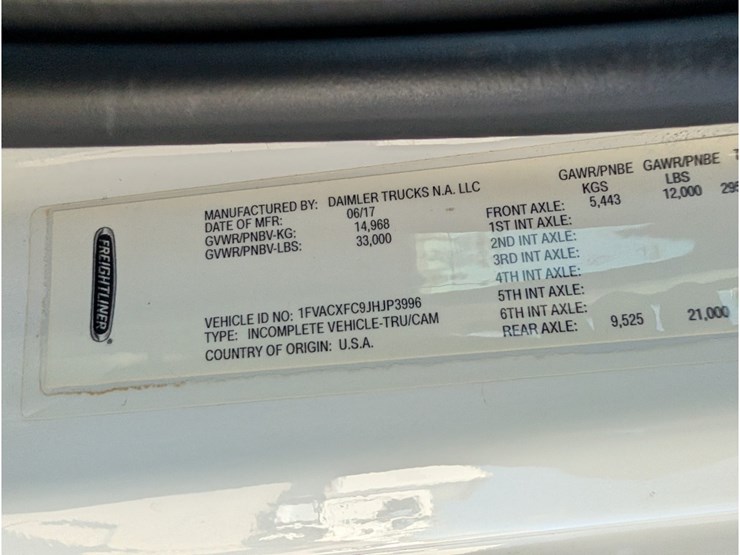 FREIGHTLINER
MANUFACTURED BY: DAIMLER TRUCKS N.A. LLC
DATE OF MFR: 06/17
GVWR/PNBV-KG: 14,968
GVWR/PNBV-LBS: 33,000
VEHICLE ID NO: 1FVACXFC9JHJP3996
TYPE: INCOMPLETE VEHICLE-TRU/CAM
COUNTRY OF ORIGIN: U.S.A.
GAWR/PNBE GAWR/PNBE
KGS LBS
FRONT AXLE: 5,443 12,000
1ST INT AXLE:
2ND INT AXLE:
3RD INT AXLE:
4TH INT AXLE:
5TH INT AXLE:
6TH INT AXLE:
REAR AXLE: 9,525 21,000